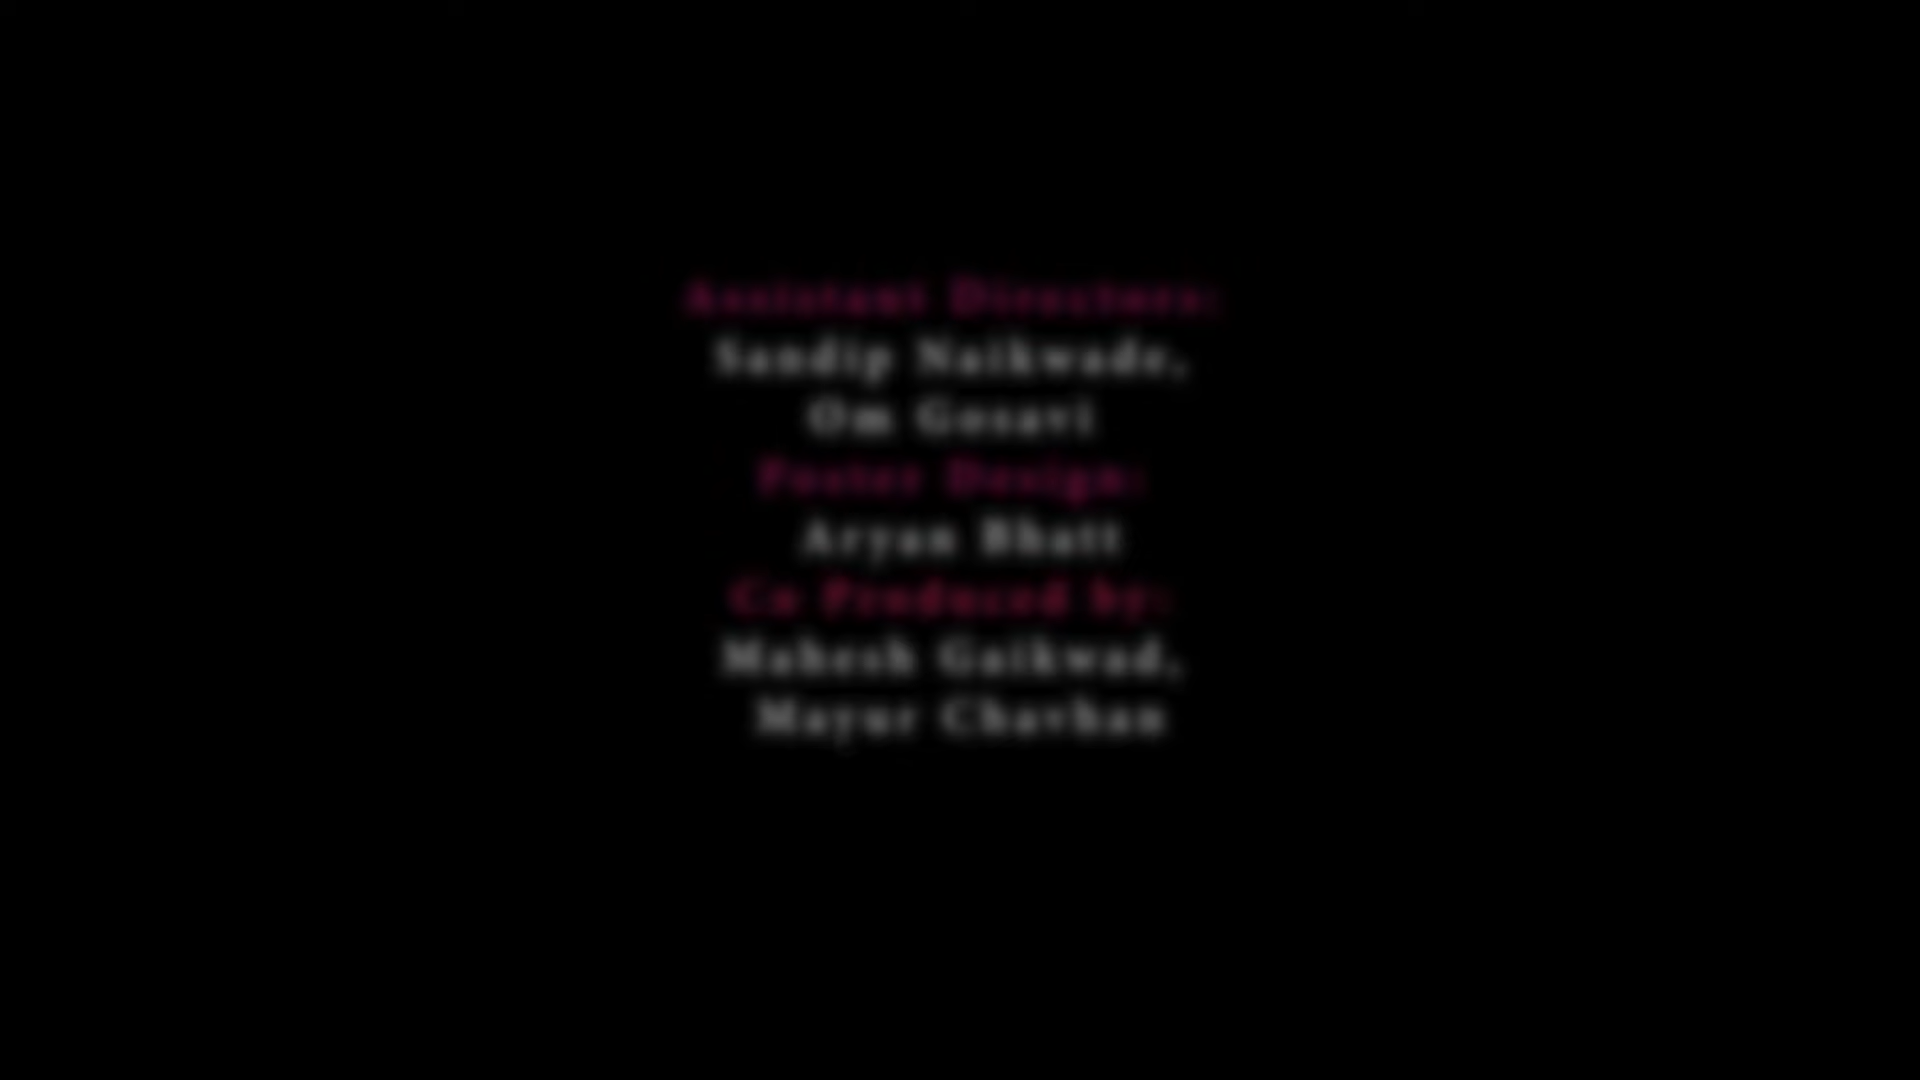 Assistant Directors:
Sandip Naikwade,
Om Gosavi
Poster Design:
Aryan Bhatt
Co Produced by:
Mahesh Gaikwad,
Mayur Chavhan